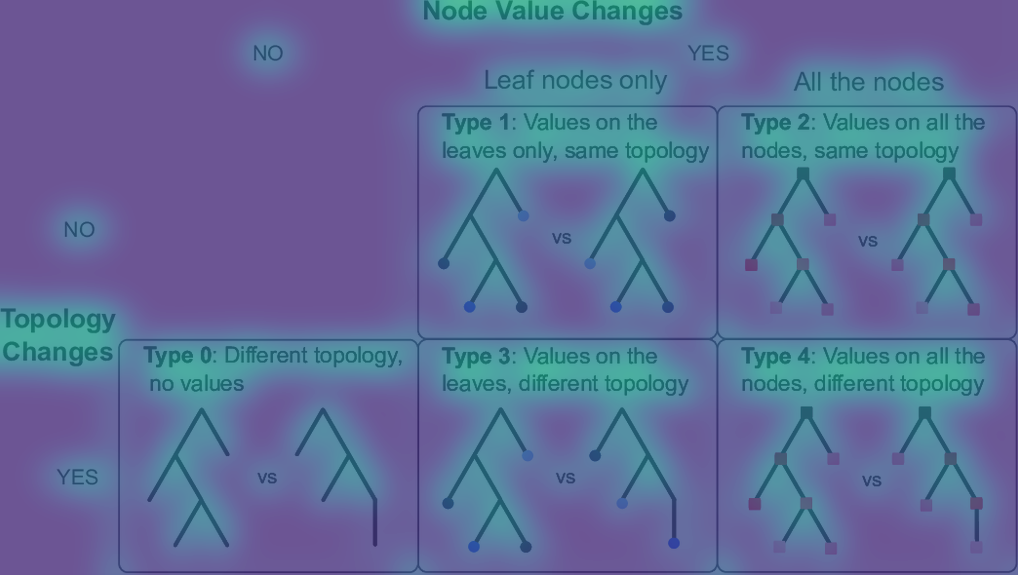 Node Value Changes
NO
YES
Leaf nodes only
All the nodes
Type 1: Values on the
leaves only, same topology
vs
Type 2: Values on all the
nodes, same topology
vs
NO
Topology
Changes
YES
Type 0: Different topology,
no values
vs
Type 3: Values on the
leaves, different topology
vs
Type 4: Values on all the
nodes, different topology
vs